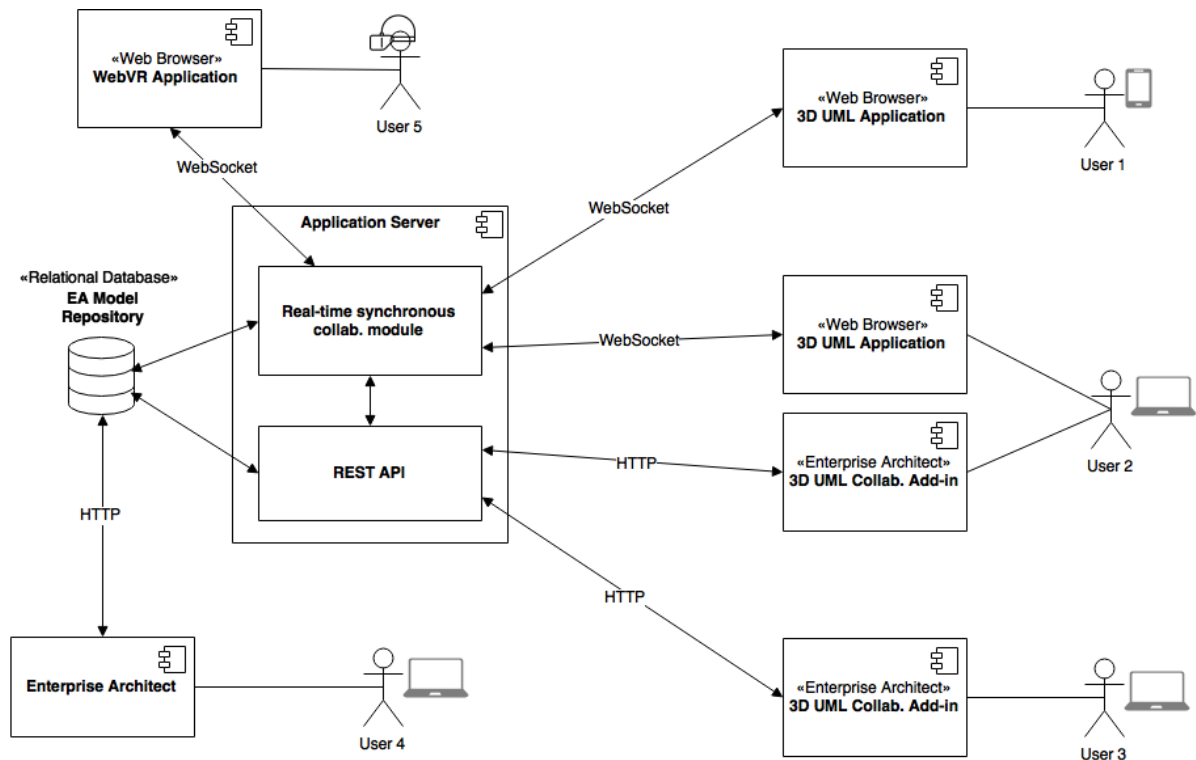 «Web Browser»
WebVR Application
User 5
WebSocket
«Web Browser»
3D UML Application
User 1
WebSocket
Application Server
«Relational Database»
EA Model
Repository
Real-time synchronous
collab. module
WebSocket
«Web Browser»
3D UML Application
REST API
HTTP
«Enterprise Architect»
3D UML Collab. Add-in
User 2
HTTP
HTTP
Enterprise Architect
User 4
«Enterprise Architect»
3D UML Collab. Add-in
User 3